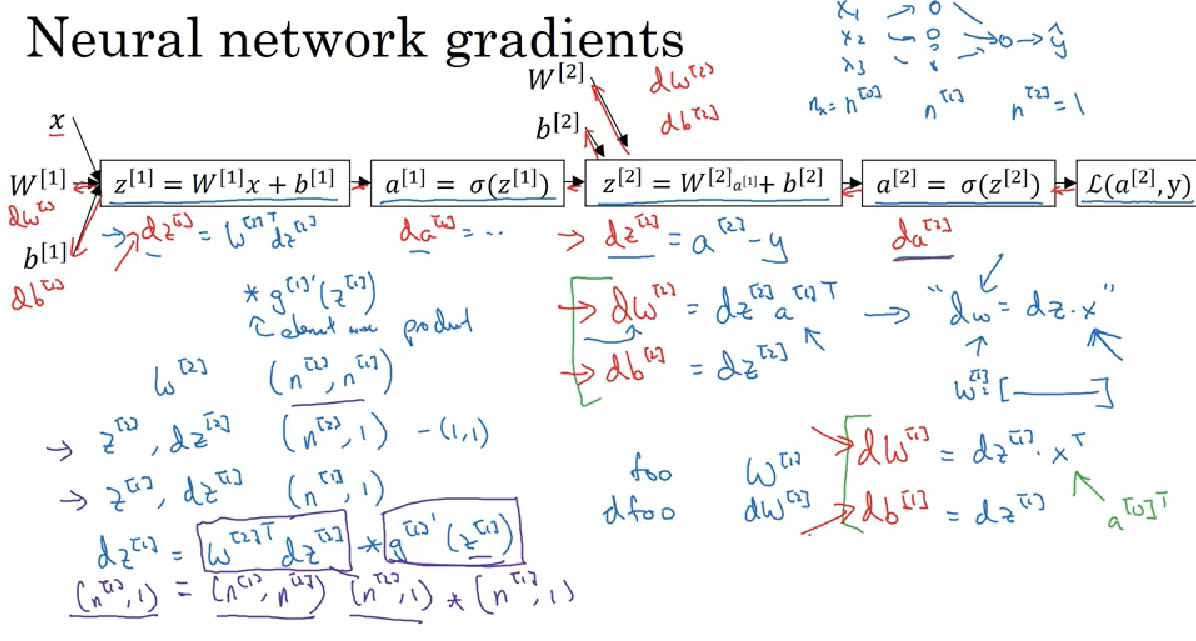 Neural network gradients
x₁ o
x₂ o
x₃ o → ŷ
nₓ = n^[0] n^[1] n^[2] = 1
W^[2] dW^[2]
b^[2] db^[2]
x
W^[1] z^[1] = W^[1]x + b^[1] a^[1] = σ(z^[1]) z^[2] = W^[2]a^[1] + b^[2] a^[2] = σ(z^[2]) ℒ(a^[2], y)
dW^[1]
b^[1]
db^[1]
→ dz^[1] = W^[2]T dz^[2] da^[1] = .. → dz^[2] = a^[2] - y da^[2]
* g^[1]'(z^[1])
↑ element wise product
→ dW^[2] = dz^[2] a^[1]T → "dw = dz · x"
→ db^[2] = dz^[2]
W^[1] = [ ——— ]
W^[2] (n^[2], n^[1])
→ z^[2], dz^[2] (n^[2], 1) - (1,1)
→ z^[1], dz^[1] (n^[1], 1)
foo W^[1]
dfoo dW^[1]
dW^[1] = dz^[1] · x^T
db^[1] = dz^[1] a^[0]T
dz^[1] = W^[2]T dz^[2] * g^[1]'(z^[1])
(n^[1], 1) = (n^[1], n^[2]) (n^[2], 1) * (n^[1], 1)